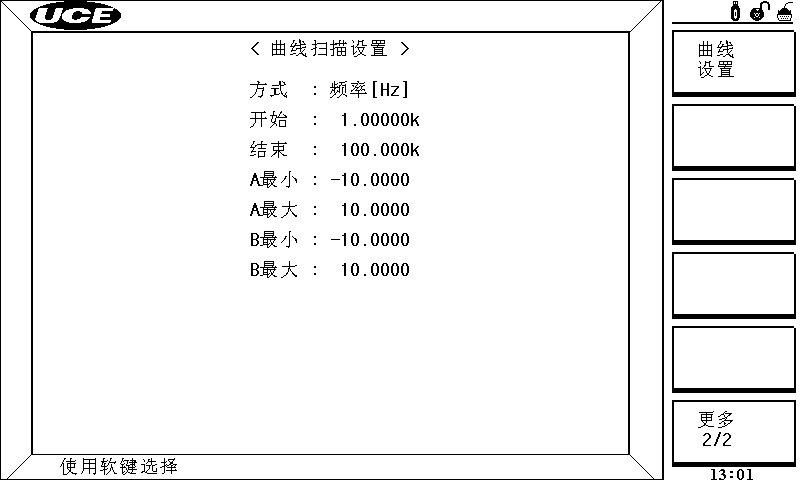 UCE
< 曲线扫描设置 >
方式 : 频率[Hz]
开始 : 1.00000k
结束 : 100.000k
A最小 : -10.0000
A最大 : 10.0000
B最小 : -10.0000
B最大 : 10.0000
使用软键选择
曲线
设置
更多
2/2
13:01